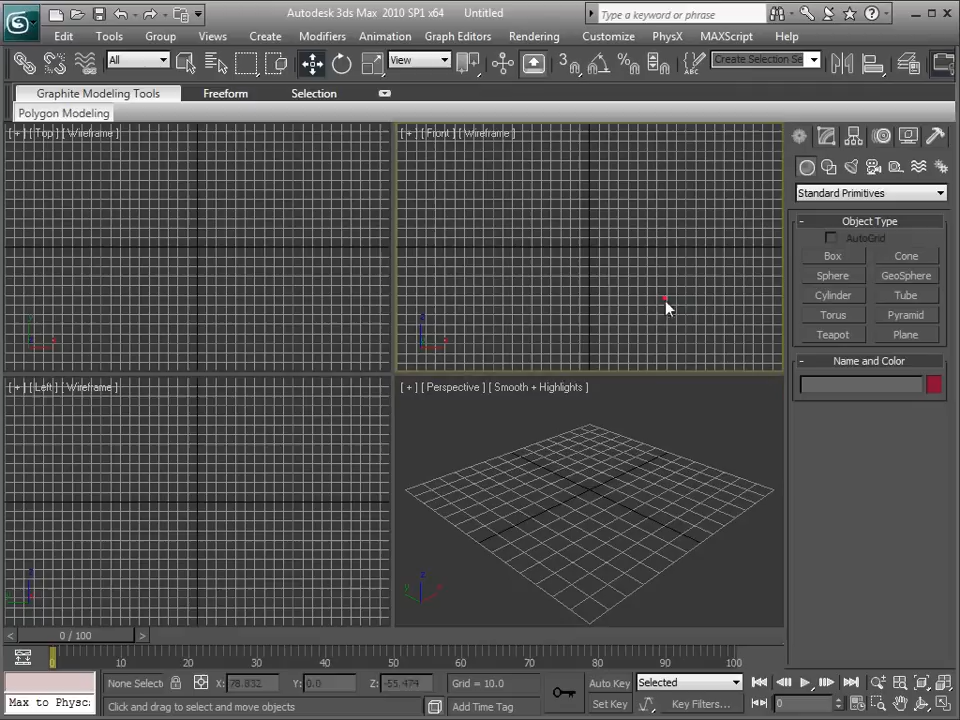 Autodesk 3ds Max 2010 SP1 x64 Untitled
Type a keyword or phrase
Edit Tools Group Views Create Modifiers Animation Graph Editors Rendering Customize PhysX MAXScript Help
All View Create Selection Se
Graphite Modeling Tools Freeform Selection
Polygon Modeling
[ + ] [ Top ] [ Wireframe ] [ + ] [ Front ] [ Wireframe ]
Standard Primitives
- Object Type
AutoGrid
Box Cone
Sphere GeoSphere
Cylinder Tube
Torus Pyramid
Teapot Plane
- Name and Color
[ + ] [ Left ] [ Wireframe ] [ + ] [ Perspective ] [ Smooth + Highlights ]
< 0 / 100 >
0 10 20 30 40 50 60 70 80 90 100
None Selecte X: 78.832 Y: 0.0 Z: -55.474 Grid = 10.0 Auto Key Selected
Max to Physc Click and drag to select and move objects Add Time Tag Set Key Key Filters... 0